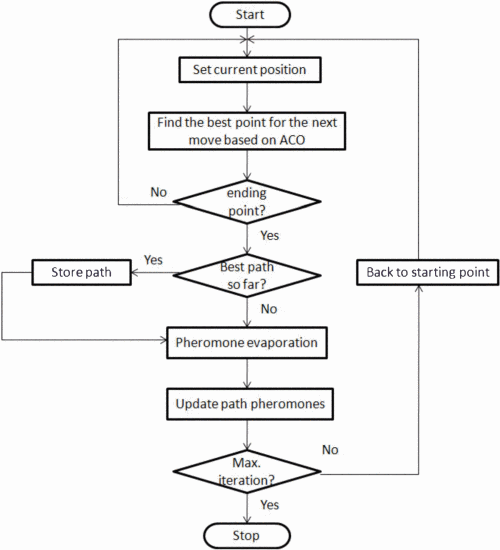 Start
Set current position
Find the best point for the next
move based on ACO
No
ending
point?
Yes
Yes
Best path
so far?
Store path
Back to starting point
No
Pheromone evaporation
Update path pheromones
No
Max.
iteration?
Yes
Stop